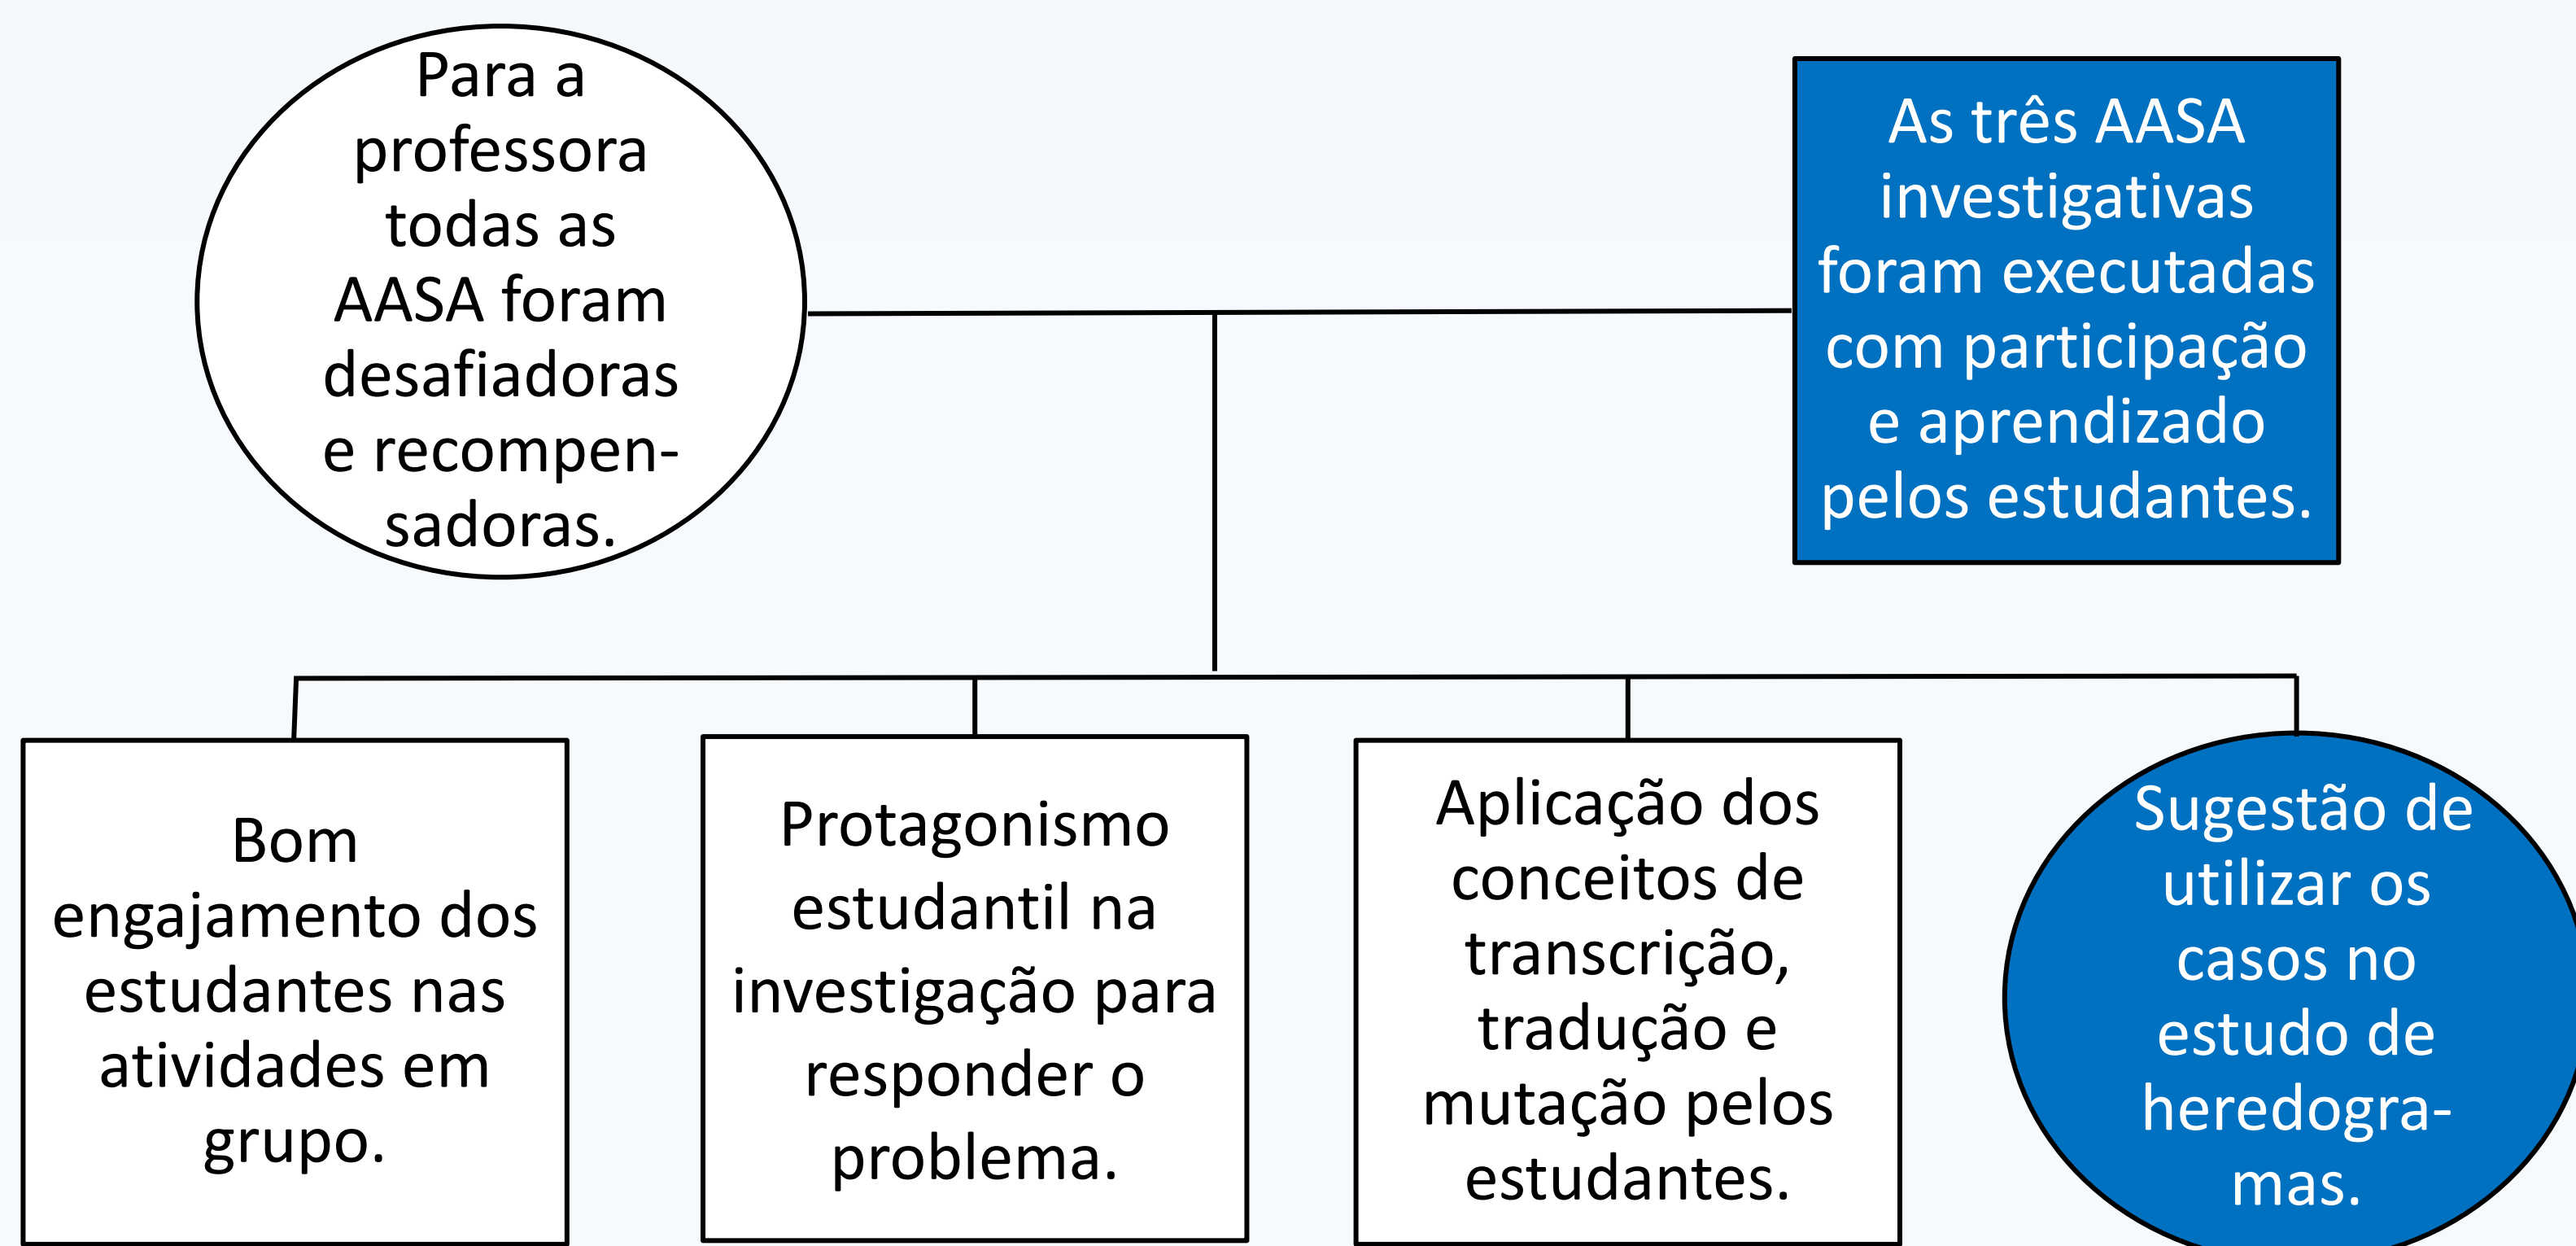 Para a
professora
todas as
AASA foram
desafiadoras
e recompen-
sadoras.
As três AASA
investigativas
foram executadas
com participação
e aprendizado
pelos estudantes.
Bom
engajamento dos
estudantes nas
atividades em
grupo.
Protagonismo
estudantil na
investigação para
responder o
problema.
Aplicação dos
conceitos de
transcrição,
tradução e
mutação pelos
estudantes.
Sugestão de
utilizar os
casos no
estudo de
heredogra-
mas.